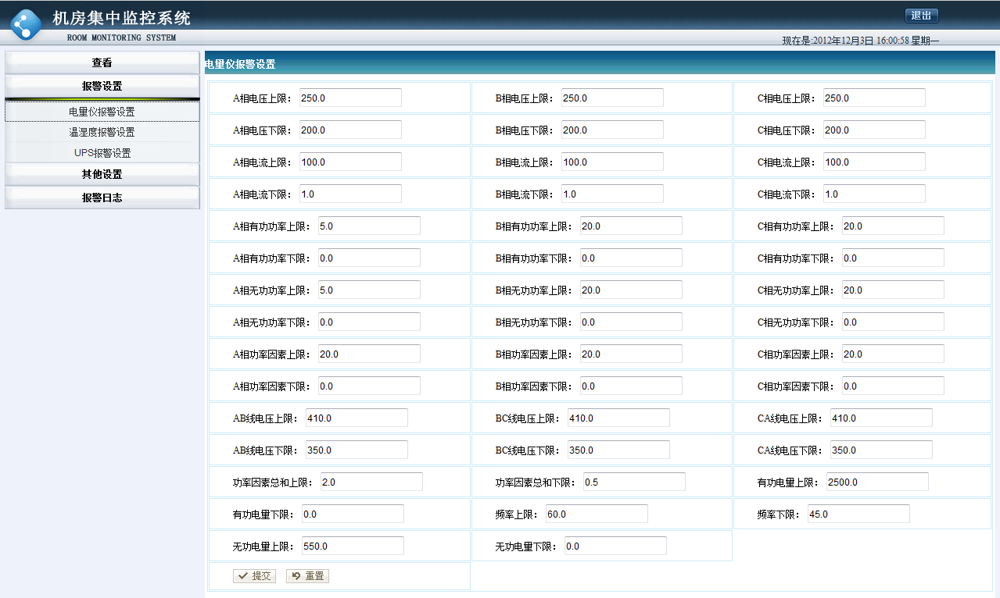 机房集中监控系统
ROOM MONITORING SYSTEM
退出
现在是:2012年12月3日 16:00:58 星期一
查看
报警设置
电量仪报警设置
温湿度报警设置
UPS报警设置
其他设置
报警日志
电量仪报警设置
A相电压上限： 250.0 B相电压上限： 250.0 C相电压上限： 250.0
A相电压下限： 200.0 B相电压下限： 200.0 C相电压下限： 200.0
A相电流上限： 100.0 B相电流上限： 100.0 C相电流上限： 100.0
A相电流下限： 1.0 B相电流下限： 1.0 C相电流下限： 1.0
A相有功功率上限： 5.0 B相有功功率上限： 20.0 C相有功功率上限： 20.0
A相有功功率下限： 0.0 B相有功功率下限： 0.0 C相有功功率下限： 0.0
A相无功功率上限： 5.0 B相无功功率上限： 20.0 C相无功功率上限： 20.0
A相无功功率下限： 0.0 B相无功功率下限： 0.0 C相无功功率下限： 0.0
A相功率因素上限： 20.0 B相功率因素上限： 20.0 C相功率因素上限： 20.0
A相功率因素下限： 0.0 B相功率因素下限： 0.0 C相功率因素下限： 0.0
AB线电压上限： 410.0 BC线电压上限： 410.0 CA线电压上限： 410.0
AB线电压下限： 350.0 BC线电压下限： 350.0 CA线电压下限： 350.0
功率因素总和上限： 2.0 功率因素总和下限： 0.5 有功电量上限： 2500.0
有功电量下限： 0.0 频率上限： 60.0 频率下限： 45.0
无功电量上限： 550.0 无功电量下限： 0.0
提交 重置